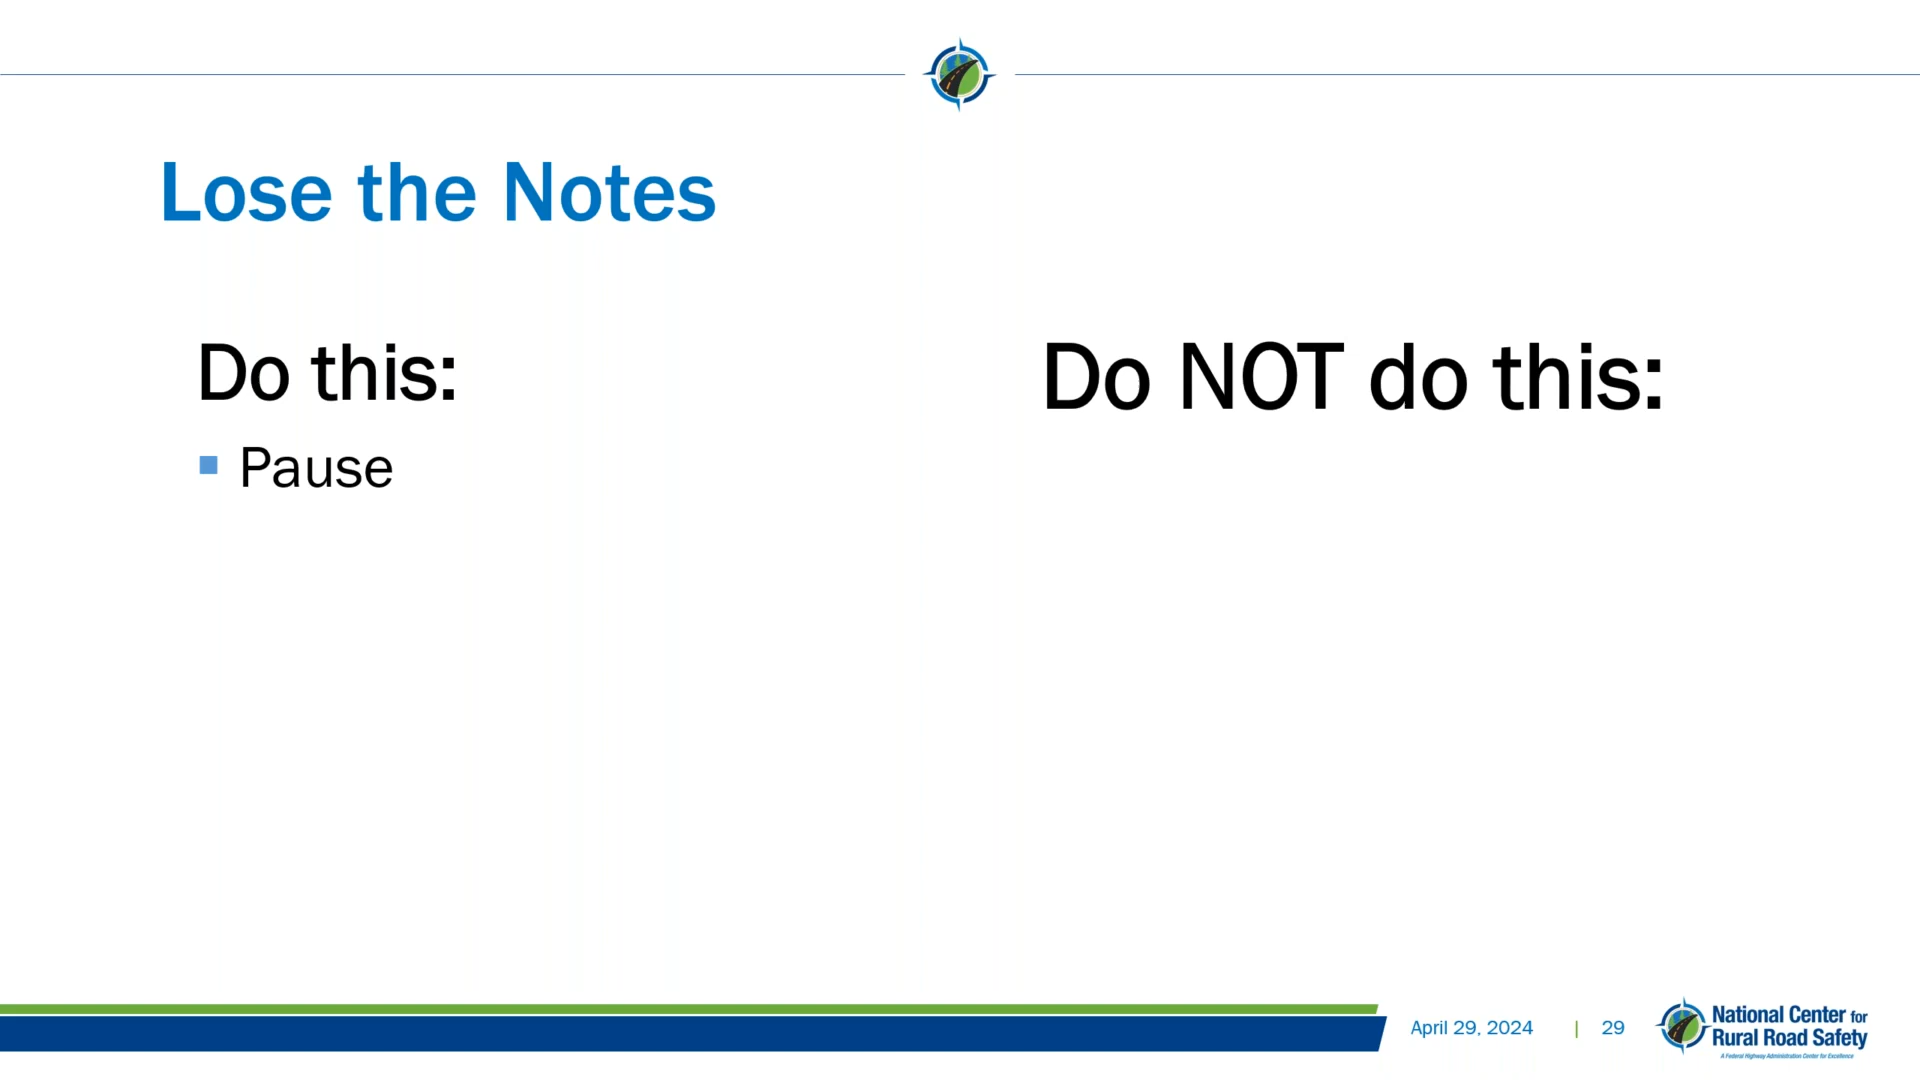 Lose the Notes
Do this:
Pause
Do NOT do this:
April 29, 2024 | 29
National Center for
Rural Road Safety
A Federal Highway Administration Center for Excellence